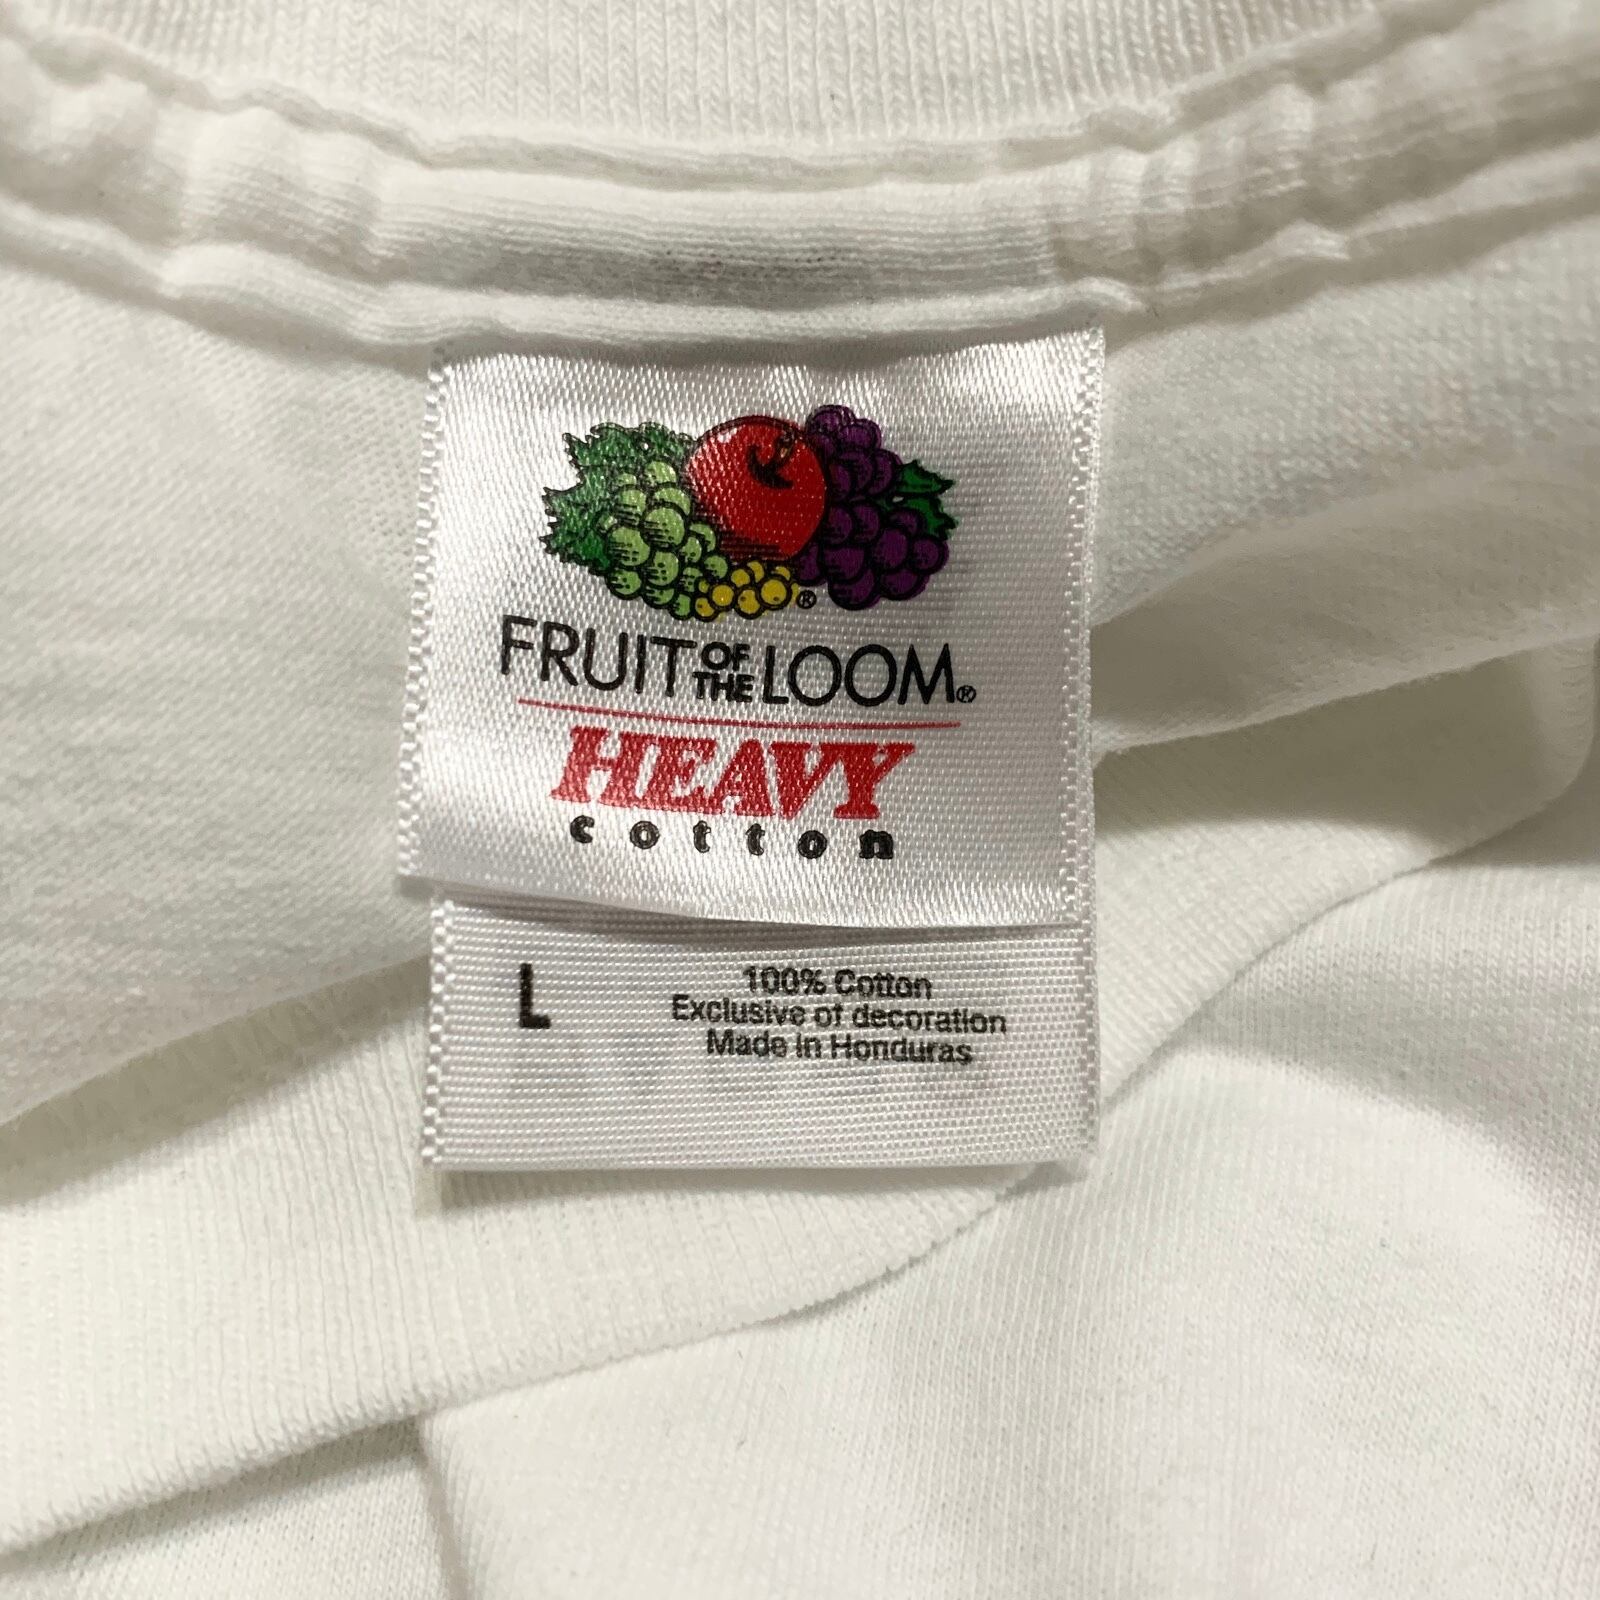 ®
FRUIT OF THE LOOM®
HEAVY
cotton
L
100% Cotton
Exclusive of decoration
Made in Honduras